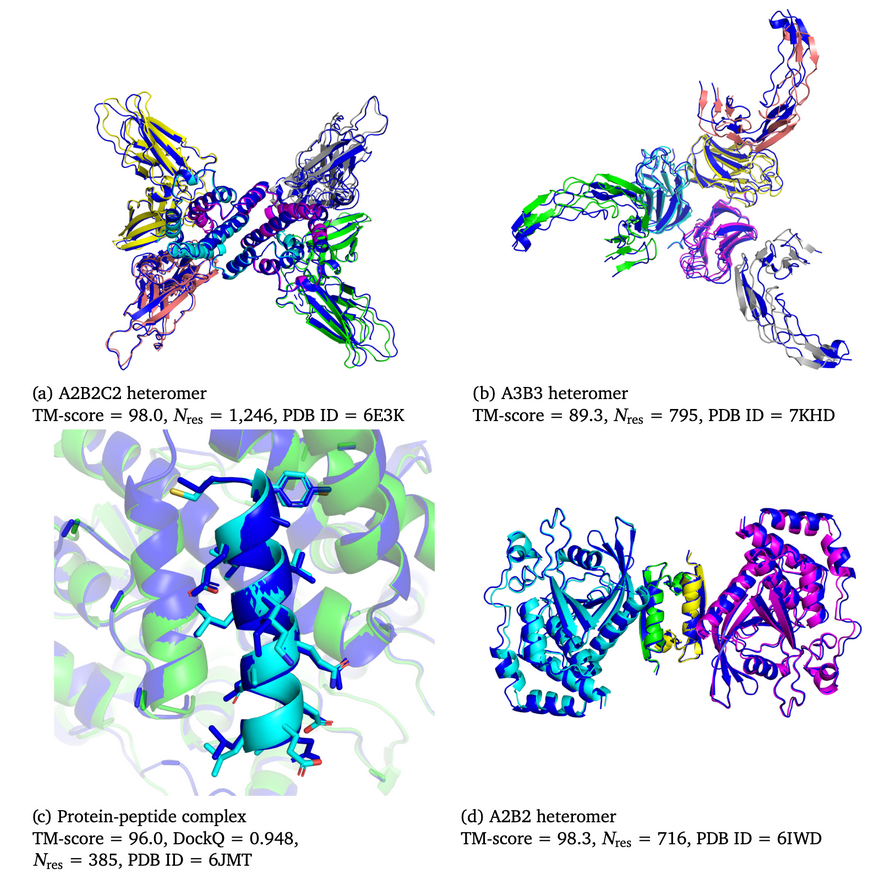 (a) A2B2C2 heteromer
TM-score = 98.0, Nres = 1,246, PDB ID = 6E3K
(b) A3B3 heteromer
TM-score = 89.3, Nres = 795, PDB ID = 7KHD
(c) Protein-peptide complex
TM-score = 96.0, DockQ = 0.948,
Nres = 385, PDB ID = 6JMT
(d) A2B2 heteromer
TM-score = 98.3, Nres = 716, PDB ID = 6IWD